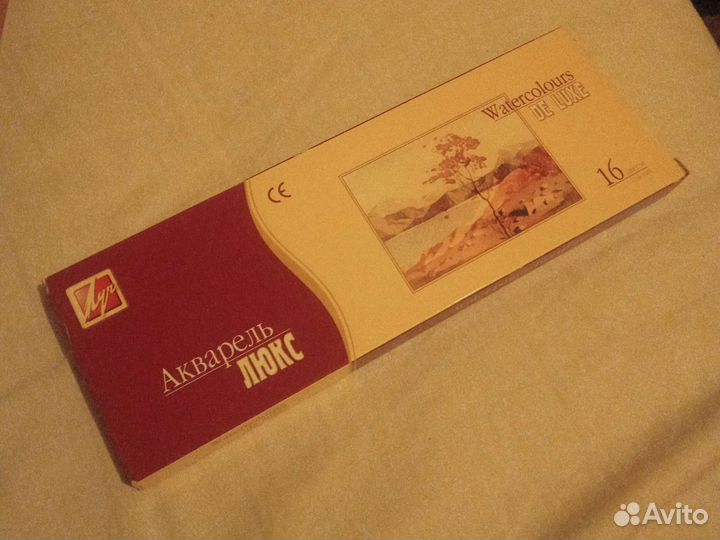 Луч
Акварель
ЛЮКС
CE
Watercolours
DE LUXE
16
Avito